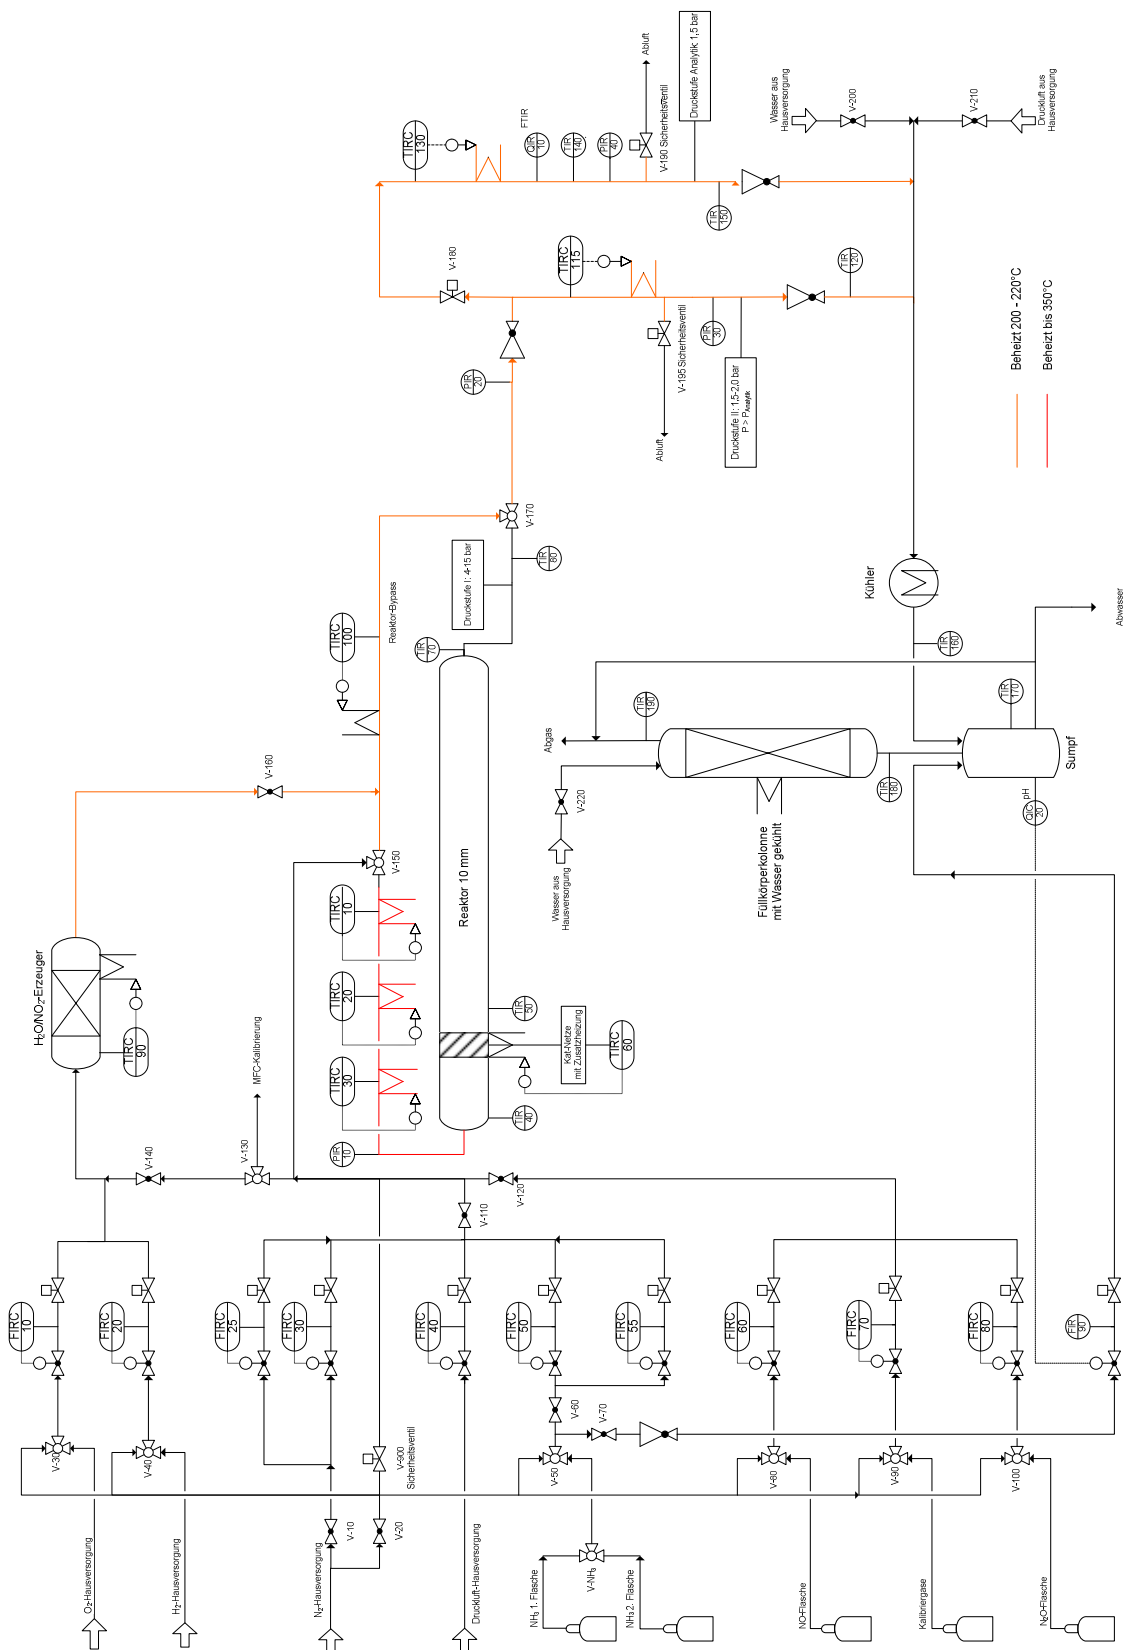 Abluft
Druckstufe Analytik: 1,5 bar
Wasser aus
Hausversorgung
V-200
V-210
Druckluft aus
Hausversorgung
TIRC
130
FTIR
QIR
10
TIR
140
PIR
40
V-190 Sicherheitsventil
TIR
150
V-180
TIRC
115
TIR
120
PIR
20
V-195 Sicherheitsventil
PIR
30
Abluft
Druckstufe II: 1,5-2,0 bar
P > PAnalytik
Beheizt 200 - 220°C
Beheizt bis 350°C
V-170
Druckstufe I: 4-15 bar
TIR
80
Reaktor-Bypass
TIRC
100
TIR
70
Kühler
TIR
160
Abwasser
V-160
Abgas
TIR
190
TIR
170
Sumpf
V-220
TIR
180
pH
QIC
20
Wasser aus
Hausversorgung
Füllkörperkolonne
mit Wasser gekühlt
V-150
Reaktor 10 mm
TIRC
10
TIRC
20
TIRC
30
H2O/NO2-Erzeuger
TIRC
90
MFC-Kalibrierung
TIR
50
Kat-Netze
mit Zusatzheizung
TIRC
60
TIR
40
PIR
10
V-140
V-130
V-120
V-110
FIRC
10
FIRC
20
FIRC
25
FIRC
30
FIRC
40
FIRC
50
FIRC
55
FIRC
60
FIRC
70
FIRC
80
FIR
90
V-30
V-40
V-900
Sicherheitsventil
V-60
V-70
V-50
V-80
V-90
V-100
V-10
V-20
V-NH3
O2-Hausversorgung
H2-Hausversorgung
N2-Hausversorgung
Druckluft-Hausversorgung
NH3 1. Flasche
NH3 2. Flasche
NO-Flasche
Kalibriergase
N2O-Flasche